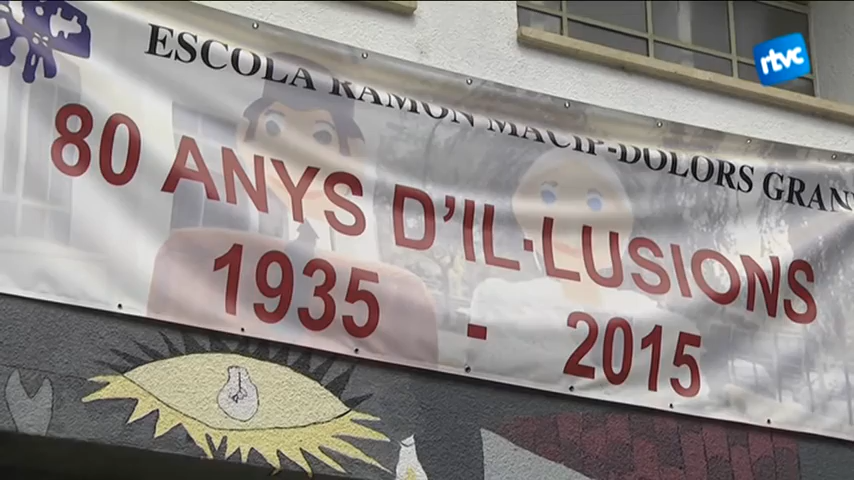 rtvc
ESCOLA RAMON MACIP-DOLORS GRAN
80 ANYS D'IL·LUSIONS
1935 - 2015